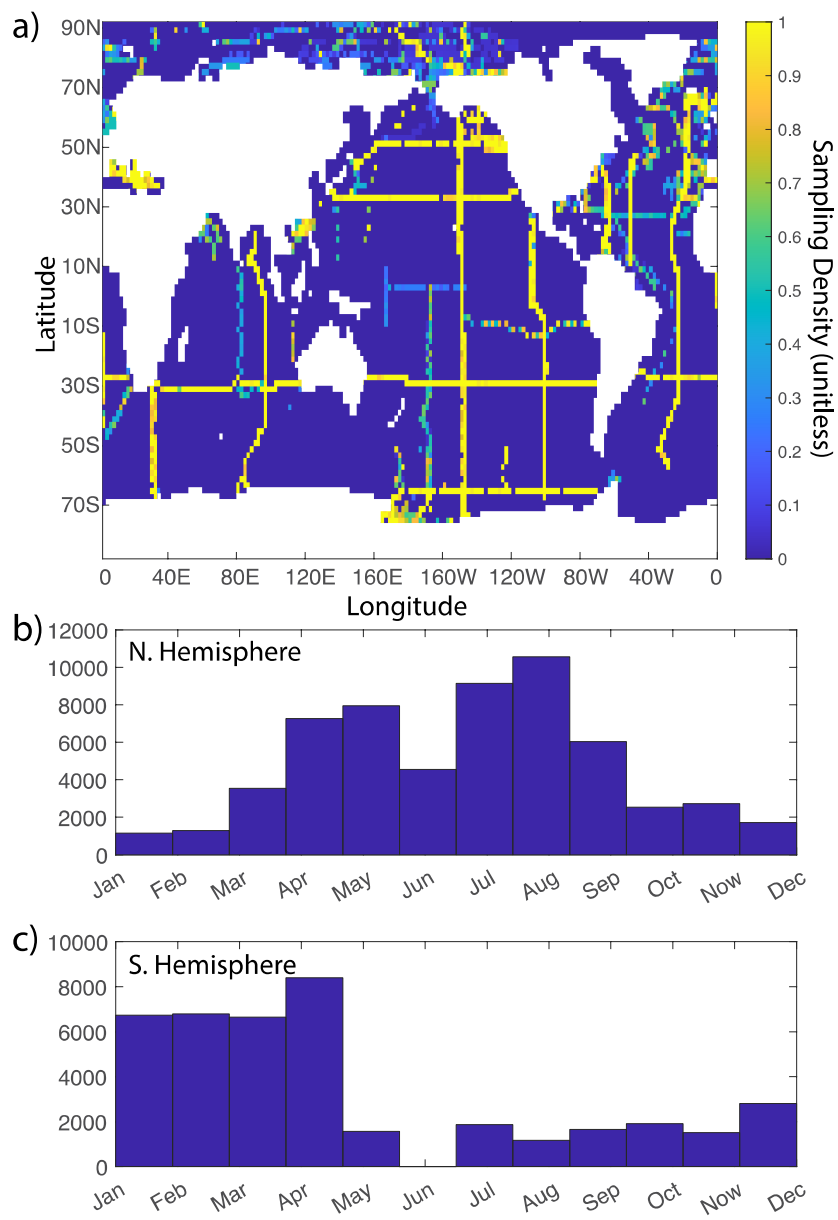 a)
90N
70N
50N
30N
10N
10S
30S
50S
70S
Latitude
0 40E 80E 120E 160E 160W 120W 80W 40W 0
Longitude
1
0.9
0.8
0.7
0.6
0.5
0.4
0.3
0.2
0.1
0
Sampling Density (unitless)
b)
N. Hemisphere
12000
10000
8000
6000
4000
2000
0
Jan Feb Mar Apr May Jun Jul Aug Sep Oct Now Dec
c)
S. Hemisphere
10000
8000
6000
4000
2000
0
Jan Feb Mar Apr May Jun Jul Aug Sep Oct Now Dec